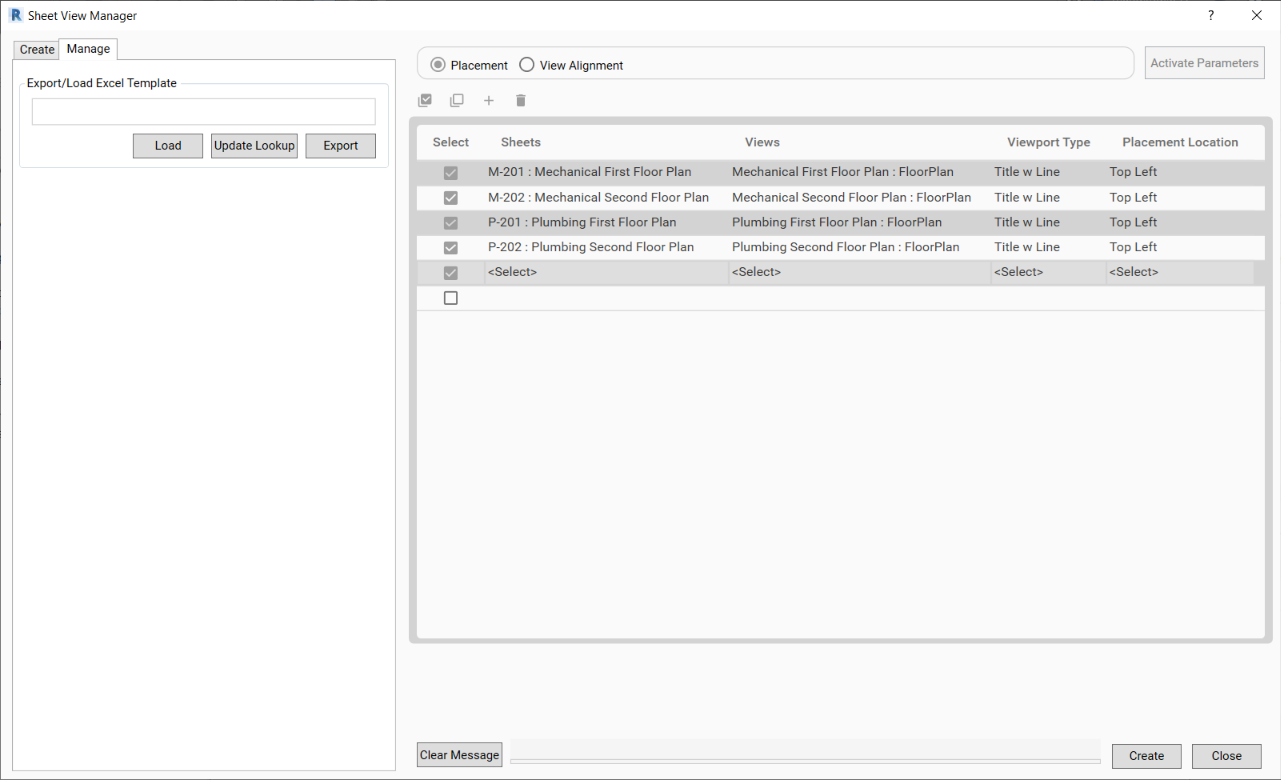 R Sheet View Manager ?
Create Manage
Export/Load Excel Template
Load Update Lookup Export
Placement View Alignment
Activate Parameters
Select Sheets Views Viewport Type Placement Location
M-201 : Mechanical First Floor Plan Mechanical First Floor Plan : FloorPlan Title w Line Top Left
M-202 : Mechanical Second Floor Plan Mechanical Second Floor Plan : FloorPlan Title w Line Top Left
P-201 : Plumbing First Floor Plan Plumbing First Floor Plan : FloorPlan Title w Line Top Left
P-202 : Plumbing Second Floor Plan Plumbing Second Floor Plan : FloorPlan Title w Line Top Left
<Select> <Select> <Select> <Select>
Clear Message Create Close